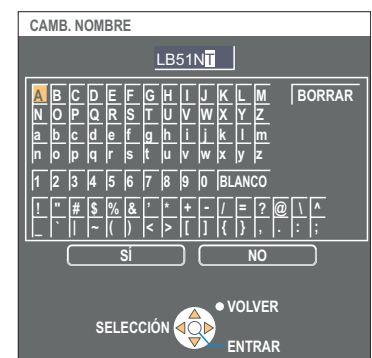 CAMB. NOMBRE
LB51NT
A B C D E F G H I J K L M BORRAR
N O P Q R S T U V W X Y Z
a b c d e f g h i j k l m
n o p q r s t u v w x y z
1 2 3 4 5 6 7 8 9 0 BLANCO
! " # $ % & ' * + - / = ? @ \ ^
_ ` | ~ ( ) < > [ ] { } , . : ;
SÍ NO
VOLVER
SELECCIÓN
ENTRAR